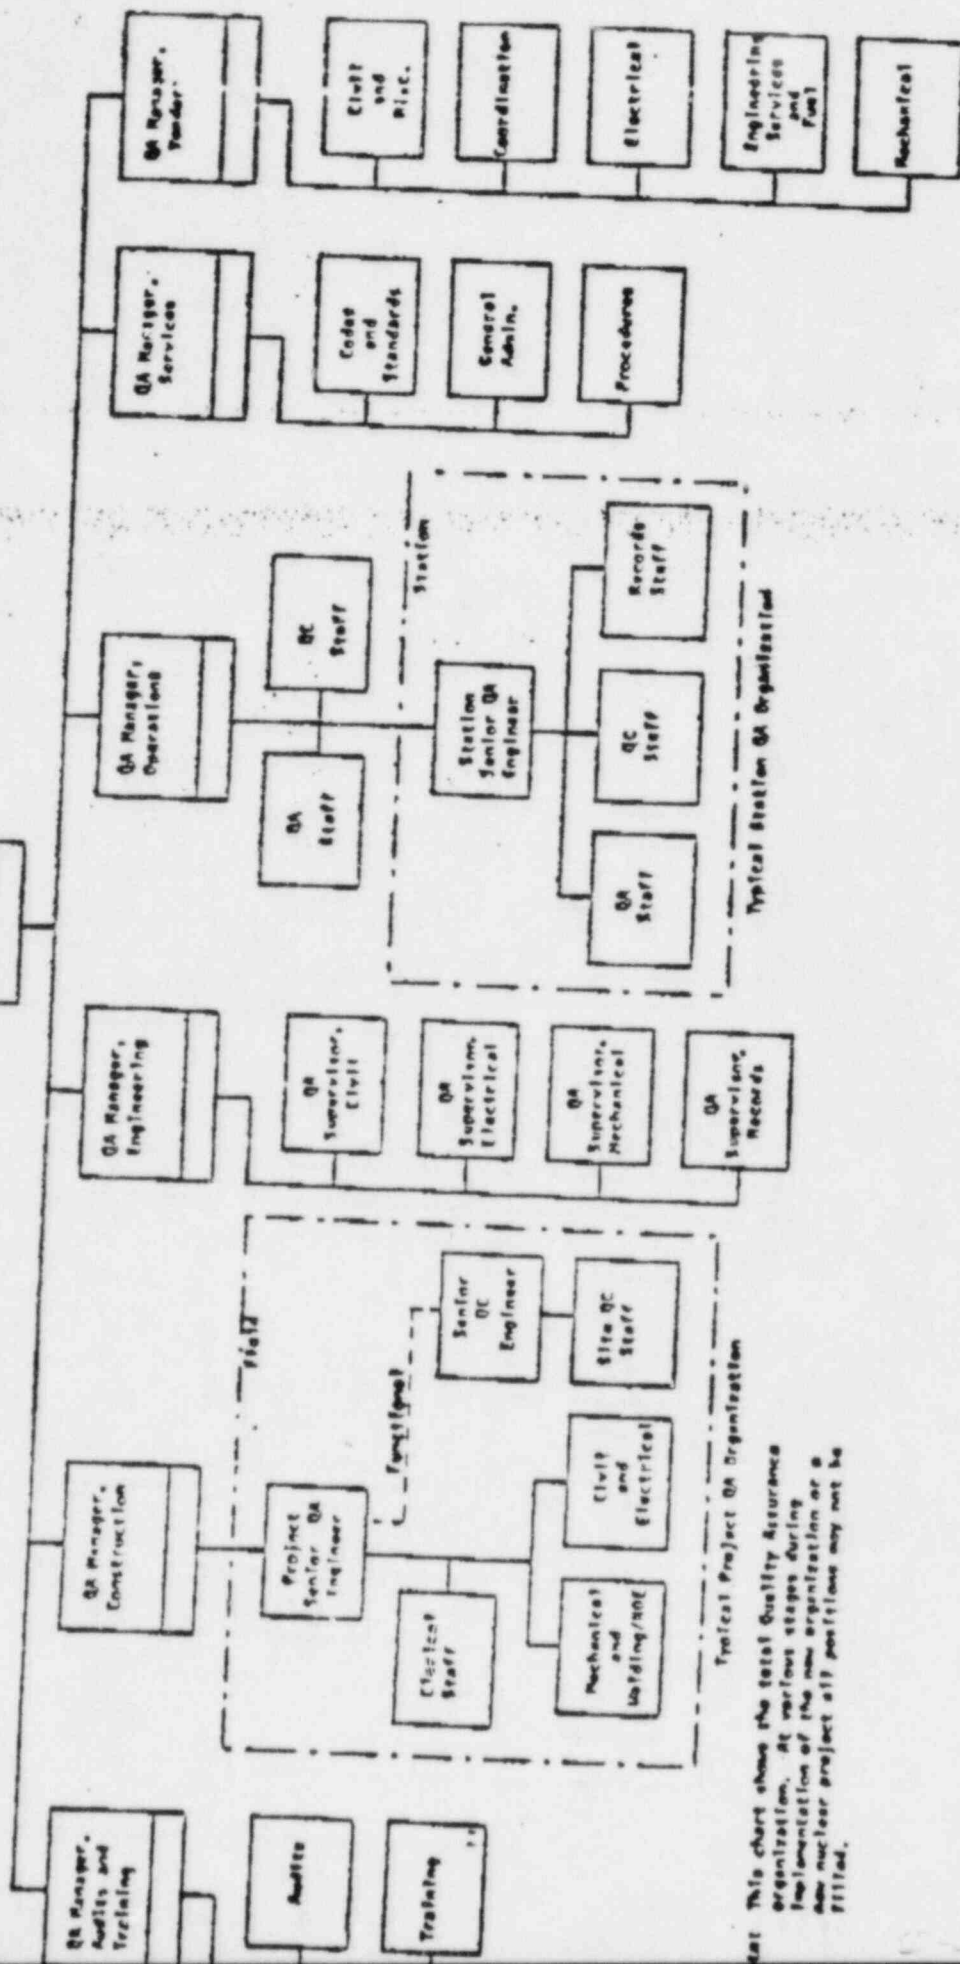 QA Manager,
Audits and
Training
Audits
Training
QA Manager,
Construction
Field
Project
Senior QA
Engineer
Functional
Clerical
Staff
Senior
QC
Engineer
Site QC
Staff
Mechanical
and
Welding/NDE
Civil
and
Electrical
Typical Project QA Organization
QA Manager,
Engineering
QA
Supervisor,
Civil
QA
Supervisor,
Electrical
QA
Supervisor,
Mechanical
QA
Supervisor,
Records
QA Manager,
Operations
QA
Staff
QC
Staff
Station
Station
Senior QA
Engineer
QA
Staff
QC
Staff
Records
Staff
Typical Station QA Organization
QA Manager,
Services
Codes
and
Standards
General
Admin.
Procedures
QA Manager,
Vendor
Civil
and
Misc.
Coordination
Electrical
Engineering
Services
and
Fuel
Mechanical
This chart shows the total Quality Assurance
organization. At various stages during
implementation of the new organization or a
new nuclear project all positions may not be
filled.